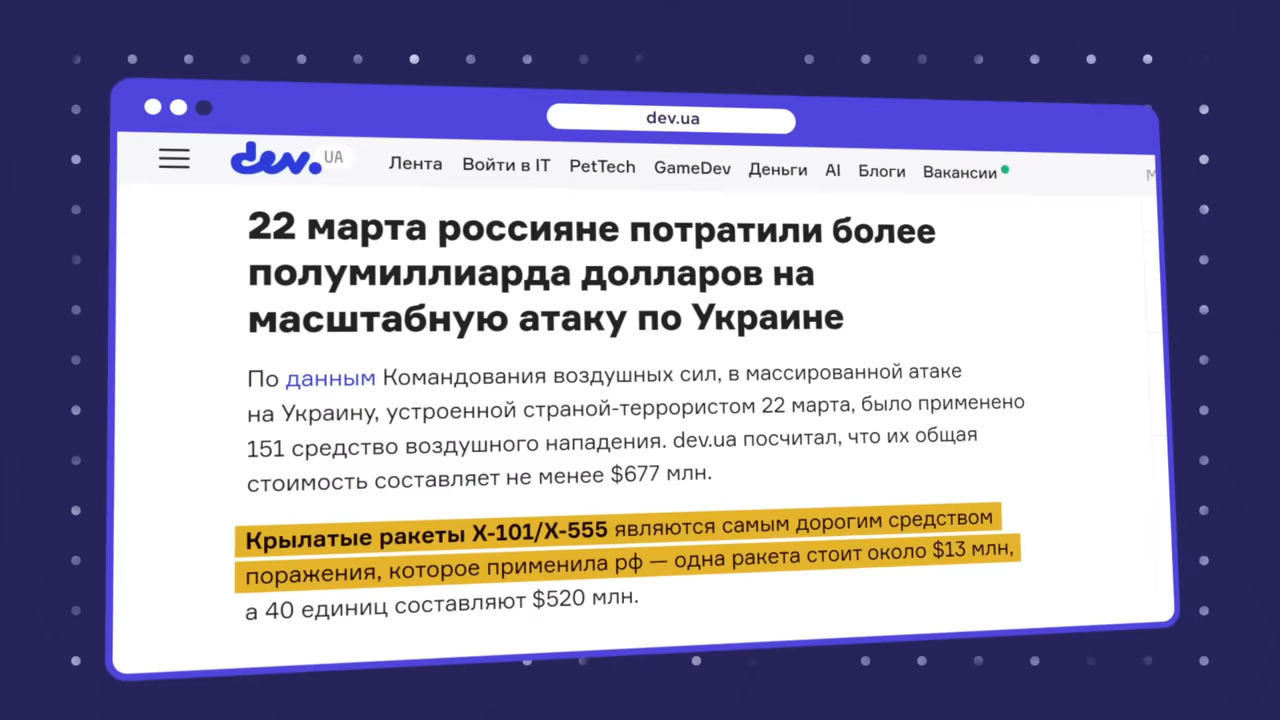 dev.ua
dev. UA Лента Войти в IT PetTech GameDev Деньги AI Блоги Вакансии
22 марта россияне потратили более
полумиллиарда долларов на
масштабную атаку по Украине
По данным Командования воздушных сил, в массированной атаке
на Украину, устроенной страной-террористом 22 марта, было применено
151 средство воздушного нападения. dev.ua посчитал, что их общая
стоимость составляет не менее $677 млн.
Крылатые ракеты Х-101/Х-555 являются самым дорогим средством
поражения, которое применила рф — одна ракета стоит около $13 млн,
а 40 единиц составляют $520 млн.